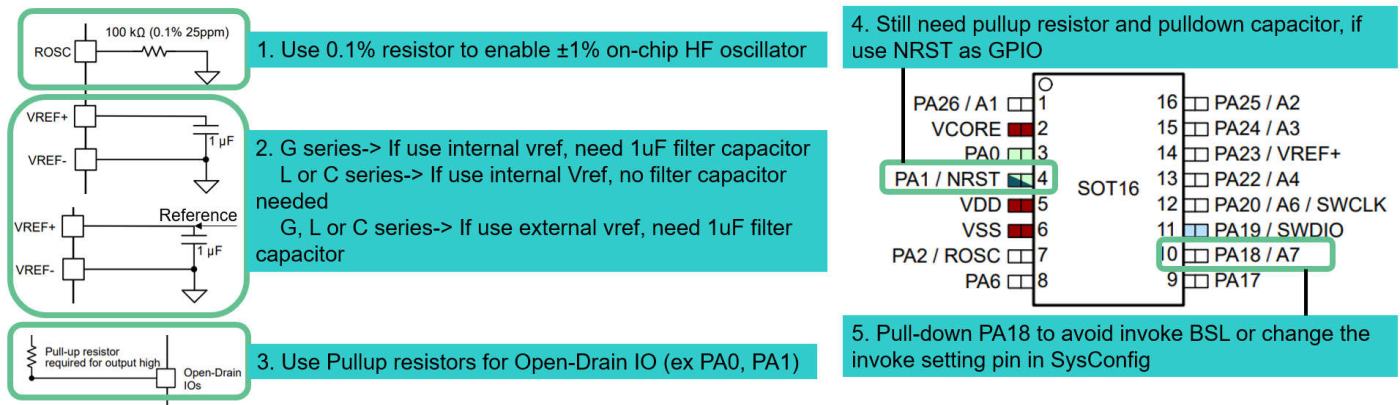 100 kΩ (0.1% 25ppm)
ROSC
1. Use 0.1% resistor to enable ±1% on-chip HF oscillator
VREF+
1 µF
VREF-
Reference
VREF+
1 µF
VREF-
2. G series-> If use internal vref, need 1uF filter capacitor
L or C series-> If use internal Vref, no filter capacitor
needed
G, L or C series-> If use external vref, need 1uF filter
capacitor
Pull-up resistor
required for output high
Open-Drain
IOs
3. Use Pullup resistors for Open-Drain IO (ex PA0, PA1)
4. Still need pullup resistor and pulldown capacitor, if
use NRST as GPIO
PA26 / A1 1
VCORE 2
PA0 3
PA1 / NRST 4
VDD 5
VSS 6
PA2 / ROSC 7
PA6 8
SOT16
16 PA25 / A2
15 PA24 / A3
14 PA23 / VREF+
13 PA22 / A4
12 PA20 / A6 / SWCLK
11 PA19 / SWDIO
10 PA18 / A7
9 PA17
5. Pull-down PA18 to avoid invoke BSL or change the
invoke setting pin in SysConfig